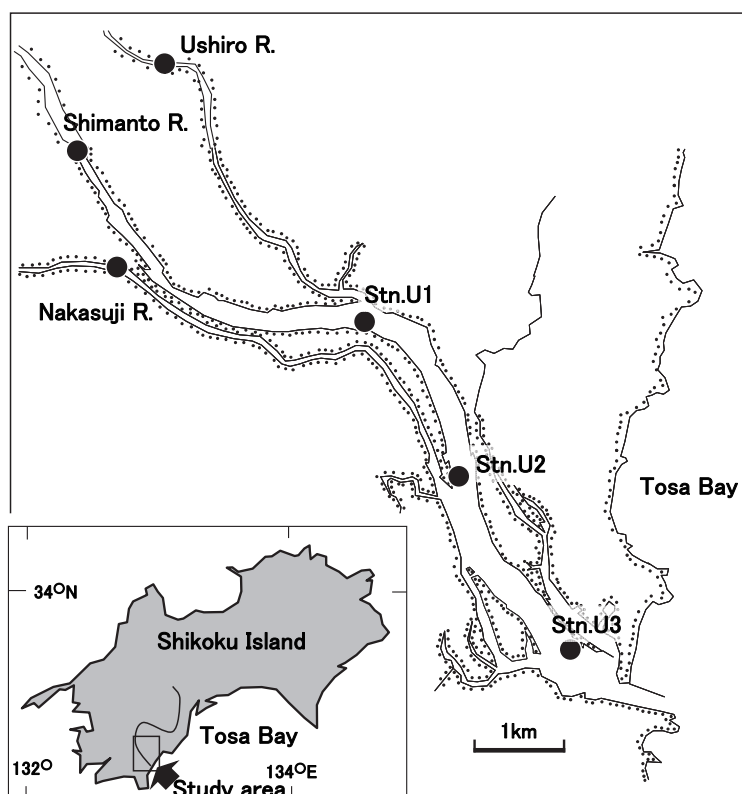 Ushiro R.
Shimanto R.
Stn.U1
Nakasuji R.
Stn.U2
Tosa Bay
34ON
Shikoku Island
Stn.U3
1km
Tosa Bay
132O
134OE
Study area